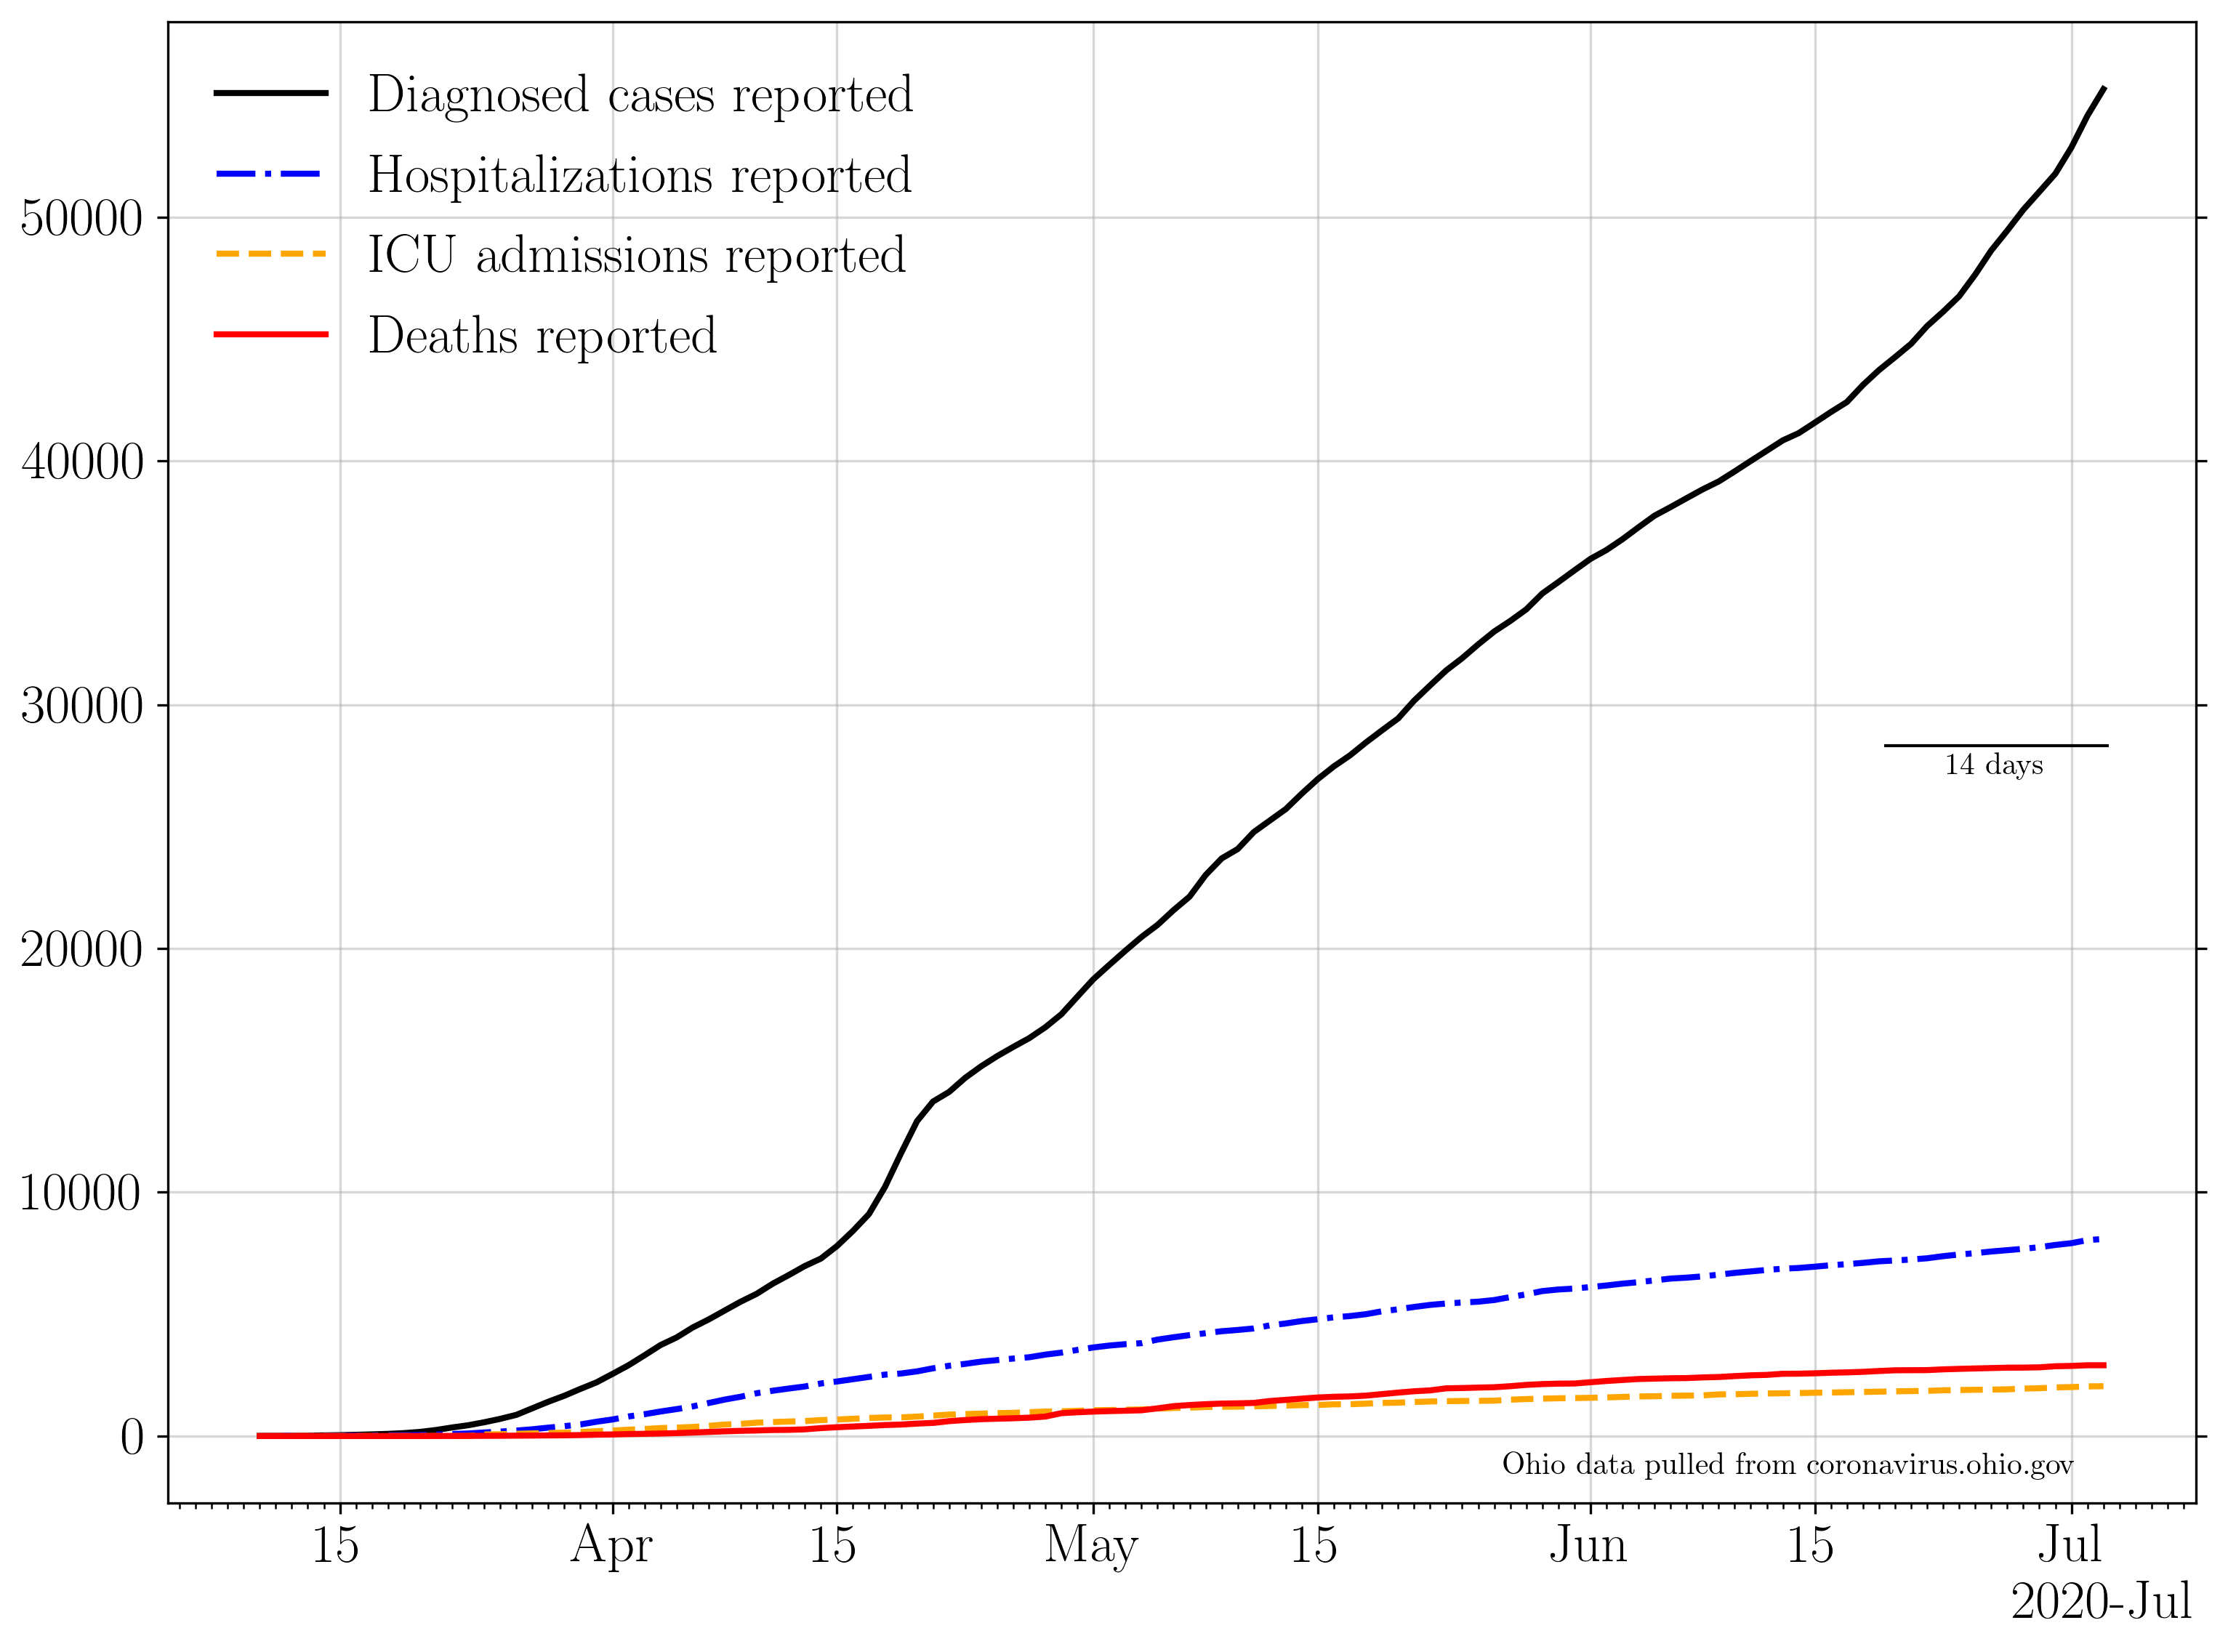 Diagnosed cases reported
Hospitalizations reported
ICU admissions reported
Deaths reported
50000
40000
30000
20000
10000
0
14 days
Ohio data pulled from coronavirus.ohio.gov
15 Apr 15 May 15 Jun 15 Jul
2020-Jul